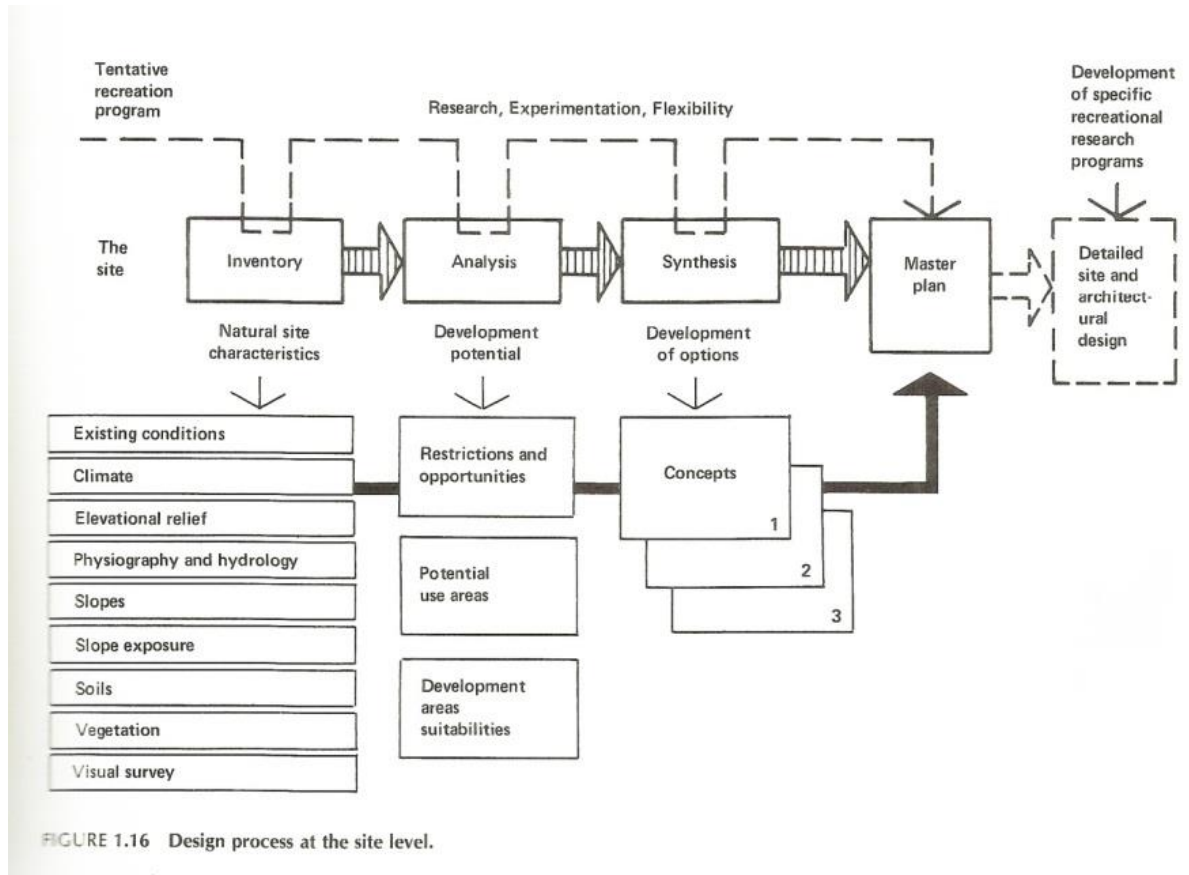 Tentative
recreation
program
Research, Experimentation, Flexibility
Development
of specific
recreational
research
programs
The
site
Inventory
Analysis
Synthesis
Master
plan
Detailed
site and
architect-
ural
design
Natural site
characteristics
Development
potential
Development
of options
Existing conditions
Climate
Elevational relief
Physiography and hydrology
Slopes
Slope exposure
Soils
Vegetation
Visual survey
Restrictions and
opportunities
Potential
use areas
Development
areas
suitabilities
Concepts
1
2
3
FIGURE 1.16 Design process at the site level.